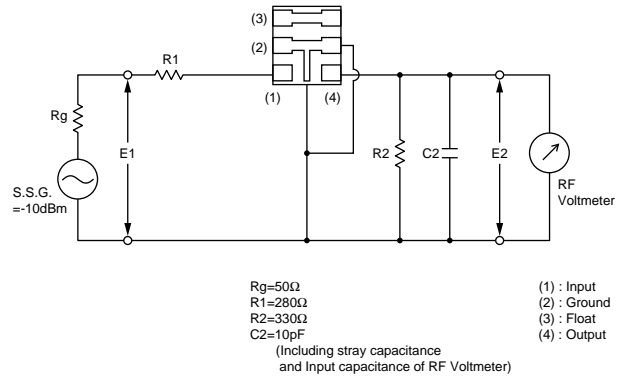 (3)
(2)
R1
(1)
(4)
Rg
E1
R2
C2
E2
S.S.G.
=-10dBm
RF
Voltmeter
Rg=50Ω
R1=280Ω
R2=330Ω
C2=10pF
(Including stray capacitance
and Input capacitance of RF Voltmeter)
(1) : Input
(2) : Ground
(3) : Float
(4) : Output